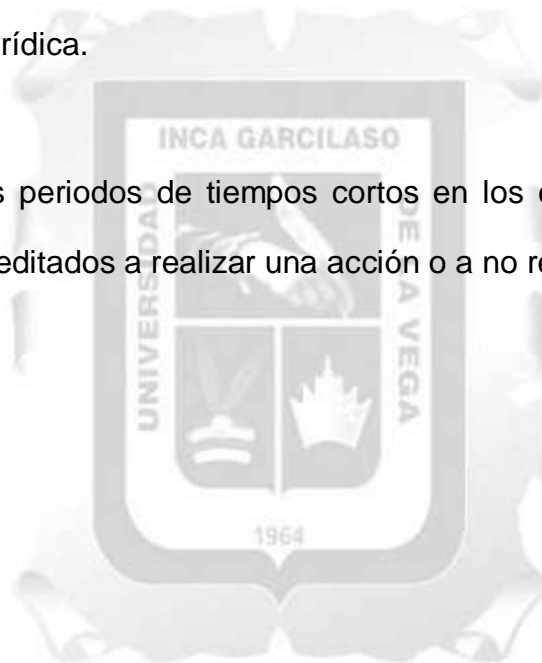 rídica.
INCA GARCILASO
s periodos de tiempos cortos en los
editados a realizar una acción o a no re
UNIVERSIDAD
DE LA VEGA
1964